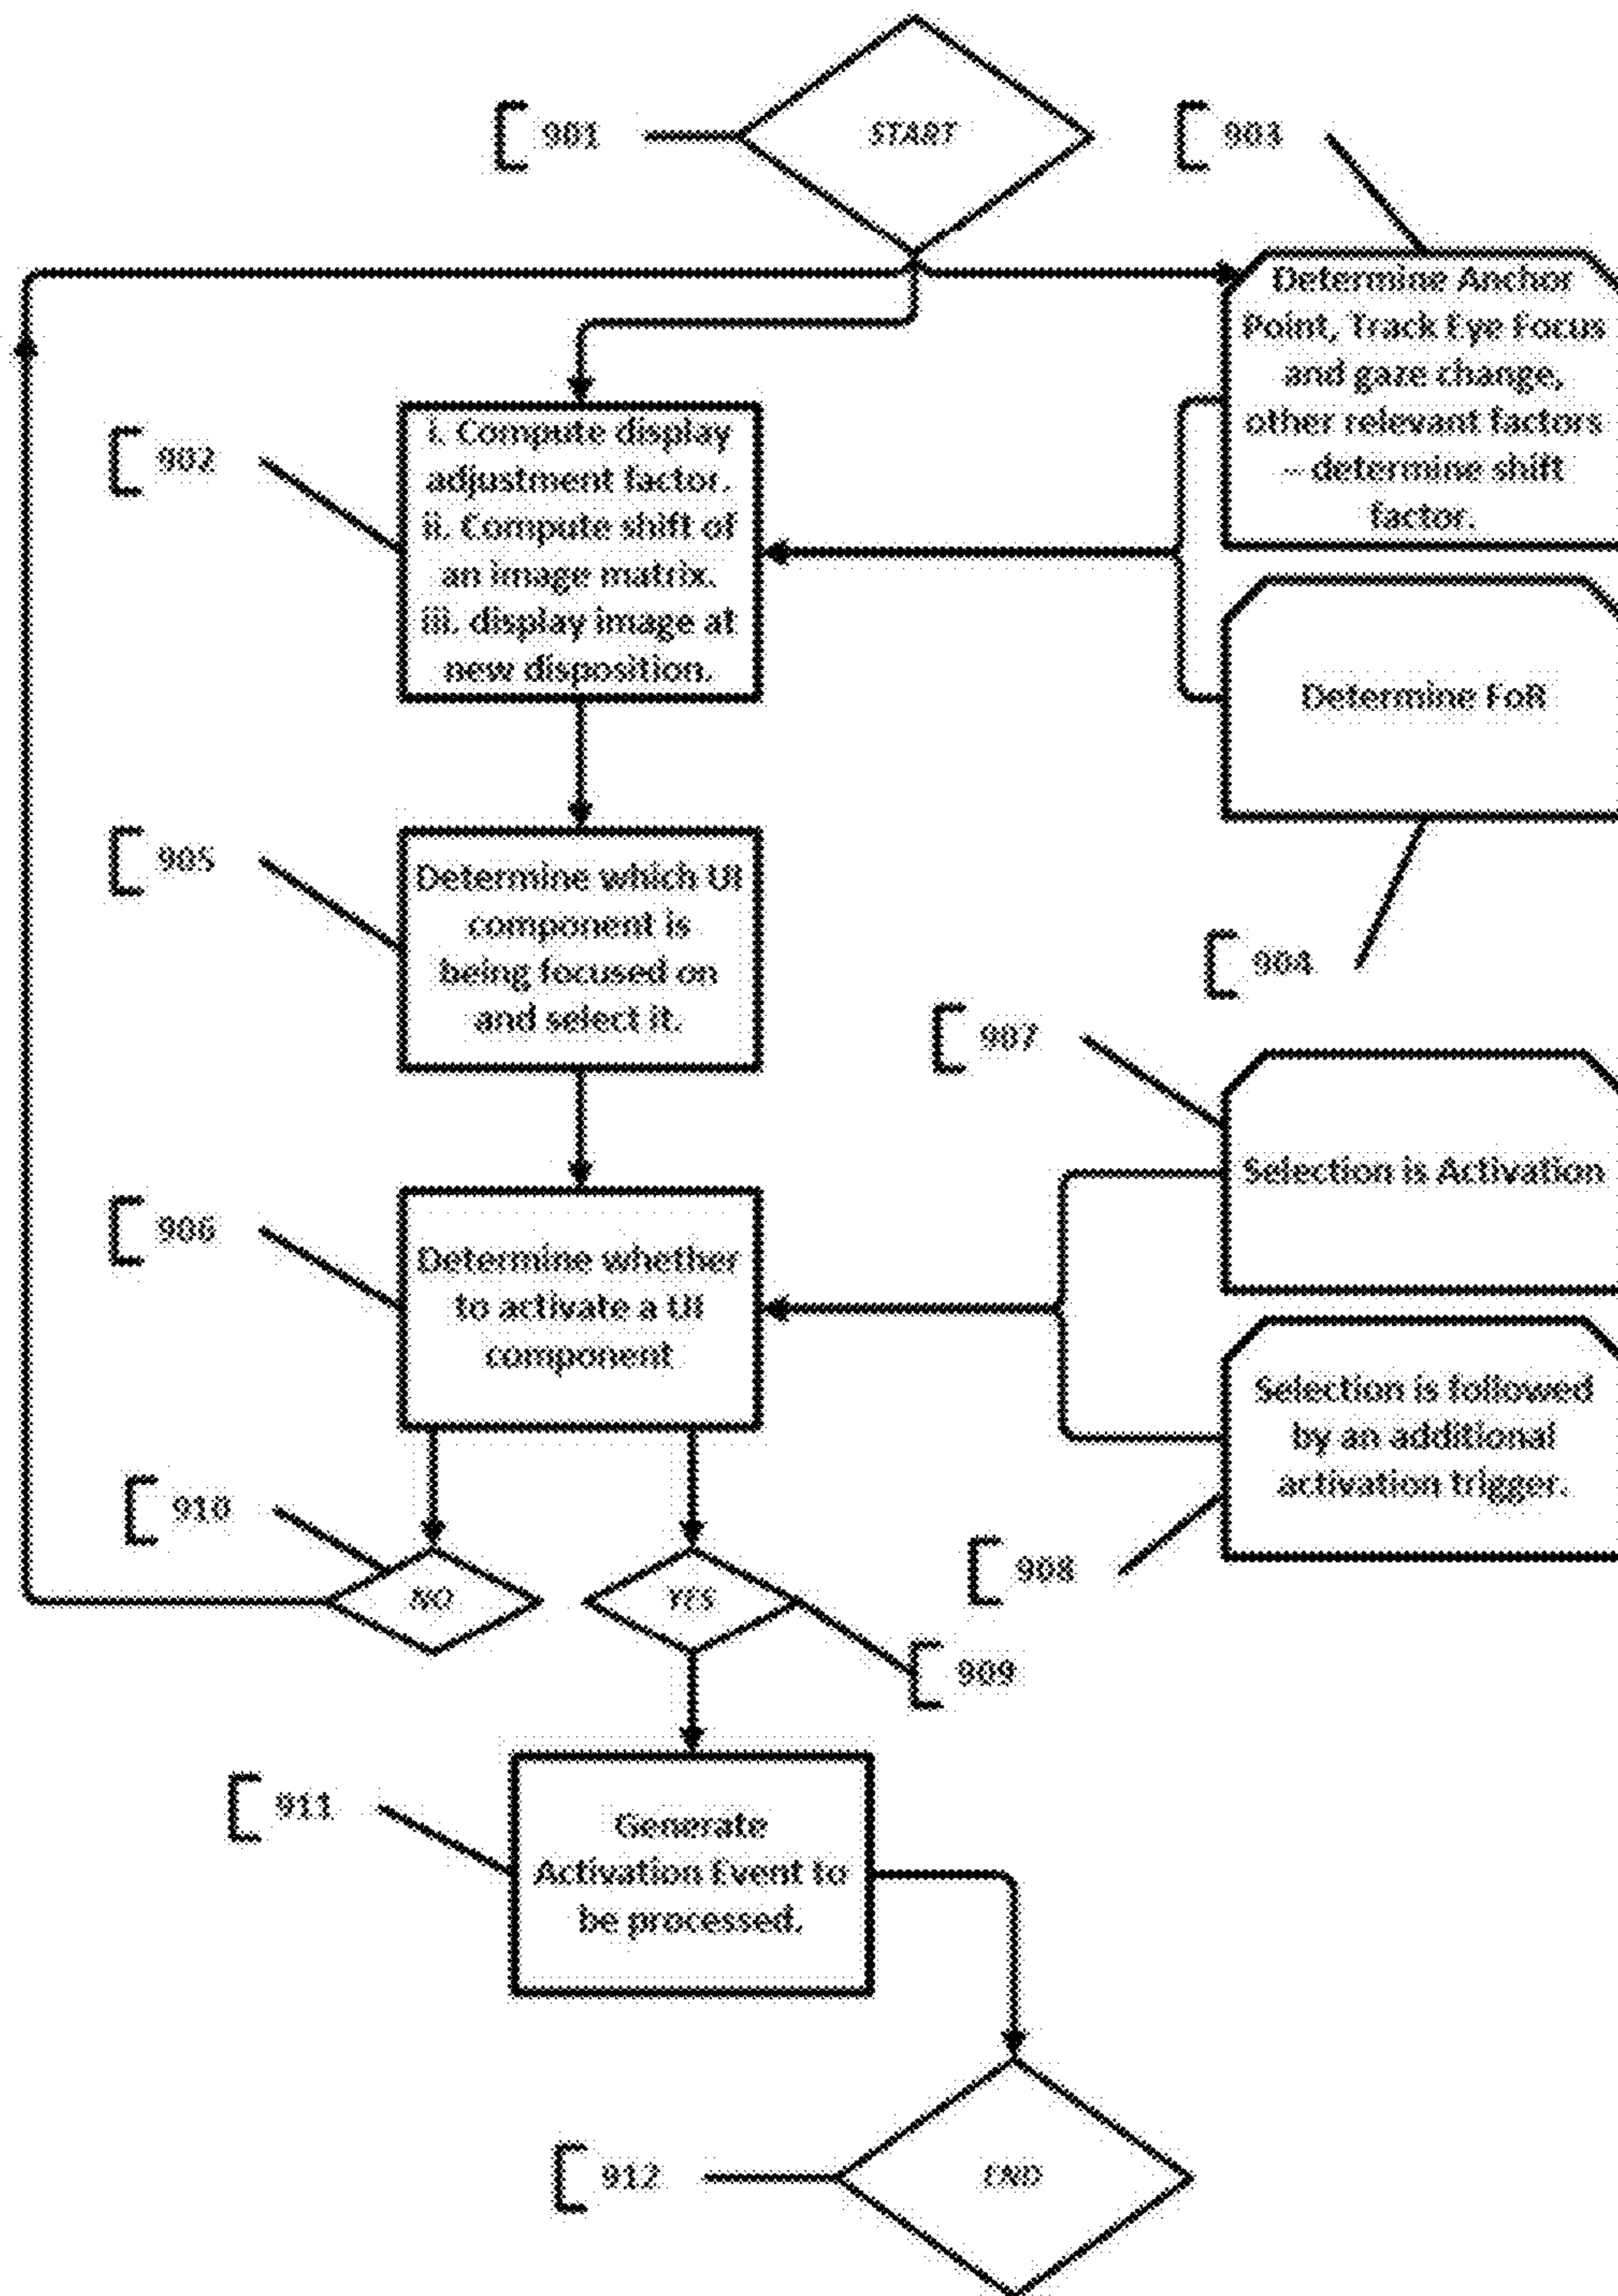 901
START
903
Determine Anchor
Point, Track Eye Focus
and gaze change,
other relevant factors
– determine shift
factor.
902
i. Compute display
adjustment factor.
ii. Compute shift of
an image matrix.
iii. display image at
new disposition.
Determine FoR
904
905
Determine which UI
component is
being focused on
and select it.
907
Selection is Activation
906
Determine whether
to activate a UI
component
Selection is followed
by an additional
activation trigger.
908
910
NO
YES
909
911
Generate
Activation Event to
be processed.
912
END